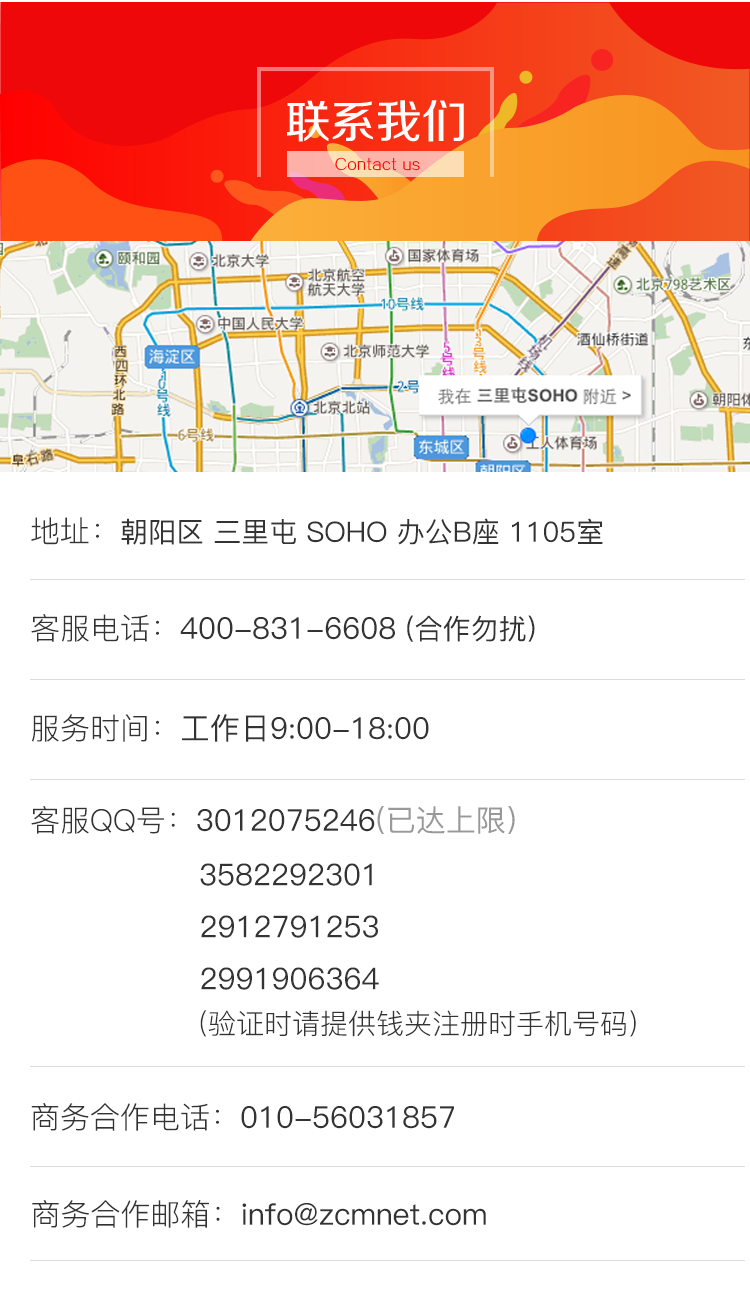 联系我们
Contact us
颐和园
北京大学
国家体育场
北京航空
航天大学
北京798艺术区
10号线
中国人民大学
13号线
机场线
酒仙桥街道
海淀区
西四环北路
10号线
北京师范大学
5号线
2号
我在 三里屯SOHO 附近 >
朝阳体
北京北站
6号线
东城区
工人体育场
阜石路
朝阳区
地址：朝阳区 三里屯 SOHO 办公B座 1105室
客服电话：400-831-6608 (合作勿扰)
服务时间：工作日9:00-18:00
客服QQ号：3012075246(已达上限)
3582292301
2912791253
2991906364
(验证时请提供钱夹注册时手机号码)
商务合作电话：010-56031857
商务合作邮箱：info@zcmnet.com